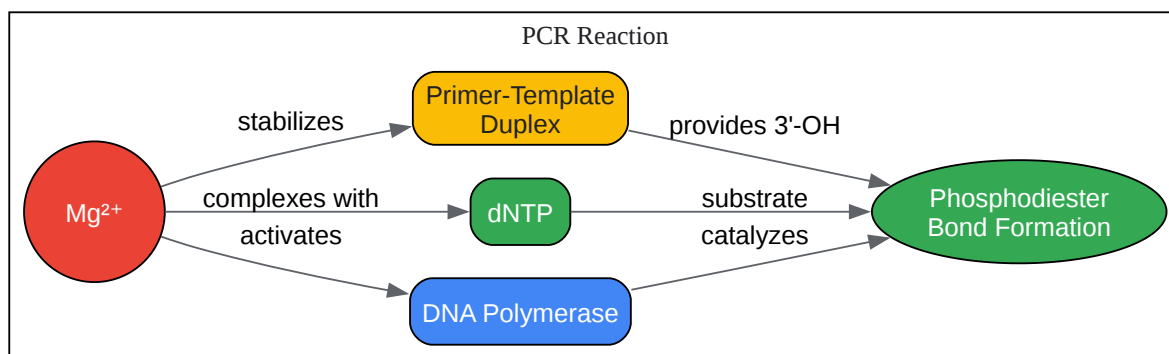 PCR Reaction
Primer-Template
Duplex
stabilizes
provides 3'-OH
Mg²⁺
complexes with
dNTP
substrate
Phosphodiester
Bond Formation
activates
catalyzes
DNA Polymerase